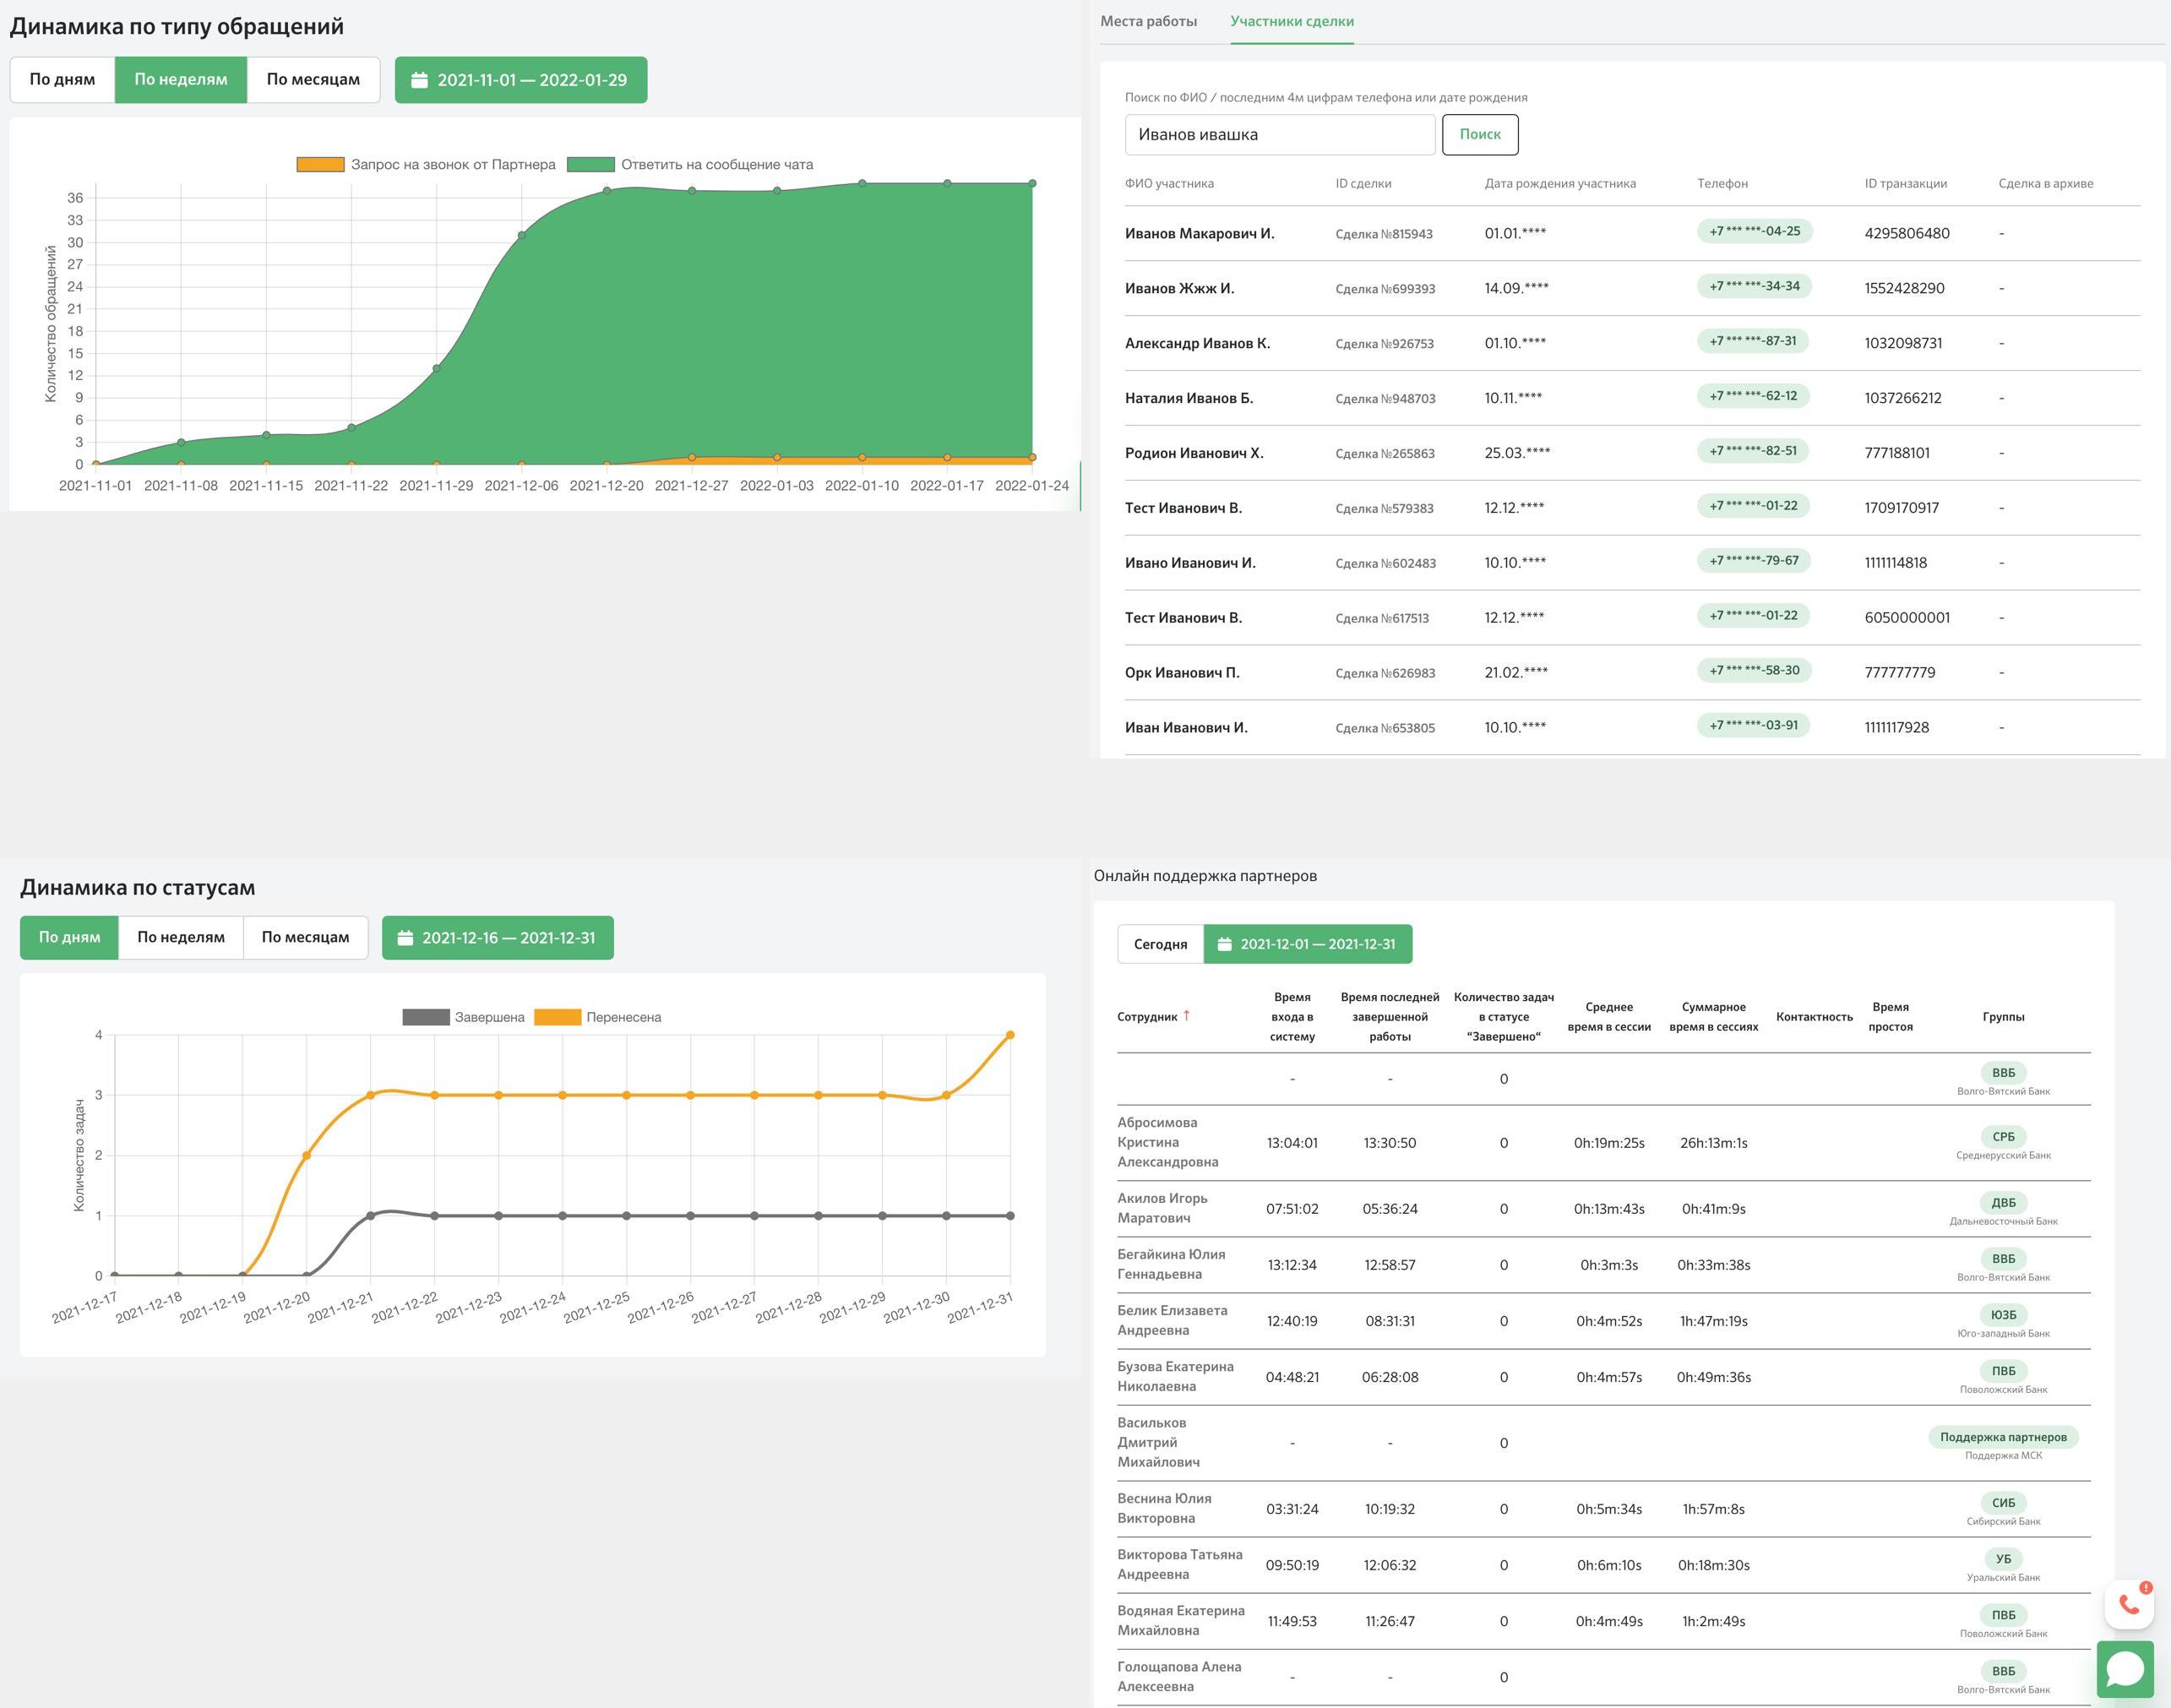 Динамика по типу обращений
По дням По неделям По месяцам 2021-11-01 — 2022-01-29
Запрос на звонок от Партнера Ответить на сообщение чата
Количество обращений
36
33
30
27
24
21
18
15
12
9
6
3
0
2021-11-01 2021-11-08 2021-11-15 2021-11-22 2021-11-29 2021-12-06 2021-12-20 2021-12-27 2022-01-03 2022-01-10 2022-01-17 2022-01-24
Места работы Участники сделки
Поиск по ФИО / последним 4м цифрам телефона или дате рождения
Иванов ивашка Поиск
ФИО участника ID сделки Дата рождения участника Телефон ID транзакции Сделка в архиве
Иванов Макарович И. Сделка №815943 01.01.**** +7 *** ***-04-25 4295806480 -
Иванов Жжж И. Сделка №699393 14.09.**** +7 *** ***-34-34 1552428290 -
Александр Иванов К. Сделка №926753 01.10.**** +7 *** ***-87-31 1032098731 -
Наталия Иванов Б. Сделка №948703 10.11.**** +7 *** ***-62-12 1037266212 -
Родион Иванович Х. Сделка №265863 25.03.**** +7 *** ***-82-51 777188101 -
Тест Иванович В. Сделка №579383 12.12.**** +7 *** ***-01-22 1709170917 -
Ивано Иванович И. Сделка №602483 10.10.**** +7 *** ***-79-67 1111114818 -
Тест Иванович В. Сделка №617513 12.12.**** +7 *** ***-01-22 6050000001 -
Орк Иванович П. Сделка №626983 21.02.**** +7 *** ***-58-30 777777779 -
Иван Иванович И. Сделка №653805 10.10.**** +7 *** ***-03-91 1111117928 -
Динамика по статусам
По дням По неделям По месяцам 2021-12-16 — 2021-12-31
Завершена Перенесена
Количество задач
4
3
2
1
0
2021-12-17 2021-12-18 2021-12-19 2021-12-20 2021-12-21 2021-12-22 2021-12-23 2021-12-24 2021-12-25 2021-12-26 2021-12-27 2021-12-28 2021-12-29 2021-12-30 2021-12-31
Онлайн поддержка партнеров
Сегодня 2021-12-01 — 2021-12-31
Время Время последней Количество задач
Среднее Суммарное Время
Сотрудник ↑ входа в завершенной в статусе Контактность Группы
время в сессии время в сессиях простоя
систему работы “Завершено“
- - 0 ВВБ
Волго-Вятский Банк
Абросимова
Кристина 13:04:01 13:30:50 0 0h:19m:25s 26h:13m:1s СРБ
Александровна Среднерусский Банк
Акилов Игорь ДВБ
07:51:02 05:36:24 0 0h:13m:43s 0h:41m:9s
Маратович Дальневосточный Банк
Бегайкина Юлия ВВБ
13:12:34 12:58:57 0 0h:3m:3s 0h:33m:38s
Геннадьевна Волго-Вятский Банк
Белик Елизавета ЮЗБ
12:40:19 08:31:31 0 0h:4m:52s 1h:47m:19s
Андреевна Юго-западный Банк
Бузова Екатерина ПВБ
04:48:21 06:28:08 0 0h:4m:57s 0h:49m:36s
Николаевна Поволожский Банк
Васильков
Дмитрий - - 0 Поддержка партнеров
Михайлович Поддержка МСК
Веснина Юлия СИБ
03:31:24 10:19:32 0 0h:5m:34s 1h:57m:8s
Викторовна Сибирский Банк
Викторова Татьяна УБ
09:50:19 12:06:32 0 0h:6m:10s 0h:18m:30s
Андреевна Уральский Банк
Водяная Екатерина ПВБ
11:49:53 11:26:47 0 0h:4m:49s 1h:2m:49s
Михайловна Поволожский Банк
Голощапова Алена ВВБ
- - 0
Алексеевна Волго-Вятский Банк